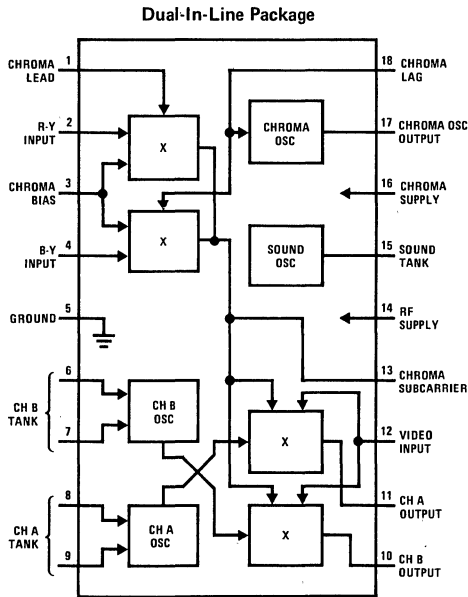 Dual-In-Line Package
1
CHROMA
LEAD
2
R-Y
INPUT
3
CHROMA
BIAS
4
B-Y
INPUT
5
GROUND
6
CH B
TANK
7
8
CH A
TANK
9
X
X
CHROMA
OSC
SOUND
OSC
CH B
OSC
CH A
OSC
X
X
18
CHROMA
LAG
17
CHROMA OSC
OUTPUT
16
CHROMA
SUPPLY
15
SOUND
TANK
14
RF
SUPPLY
13
CHROMA
SUBCARRIER
12
VIDEO
INPUT
11
CH A
OUTPUT
10
CH B
OUTPUT